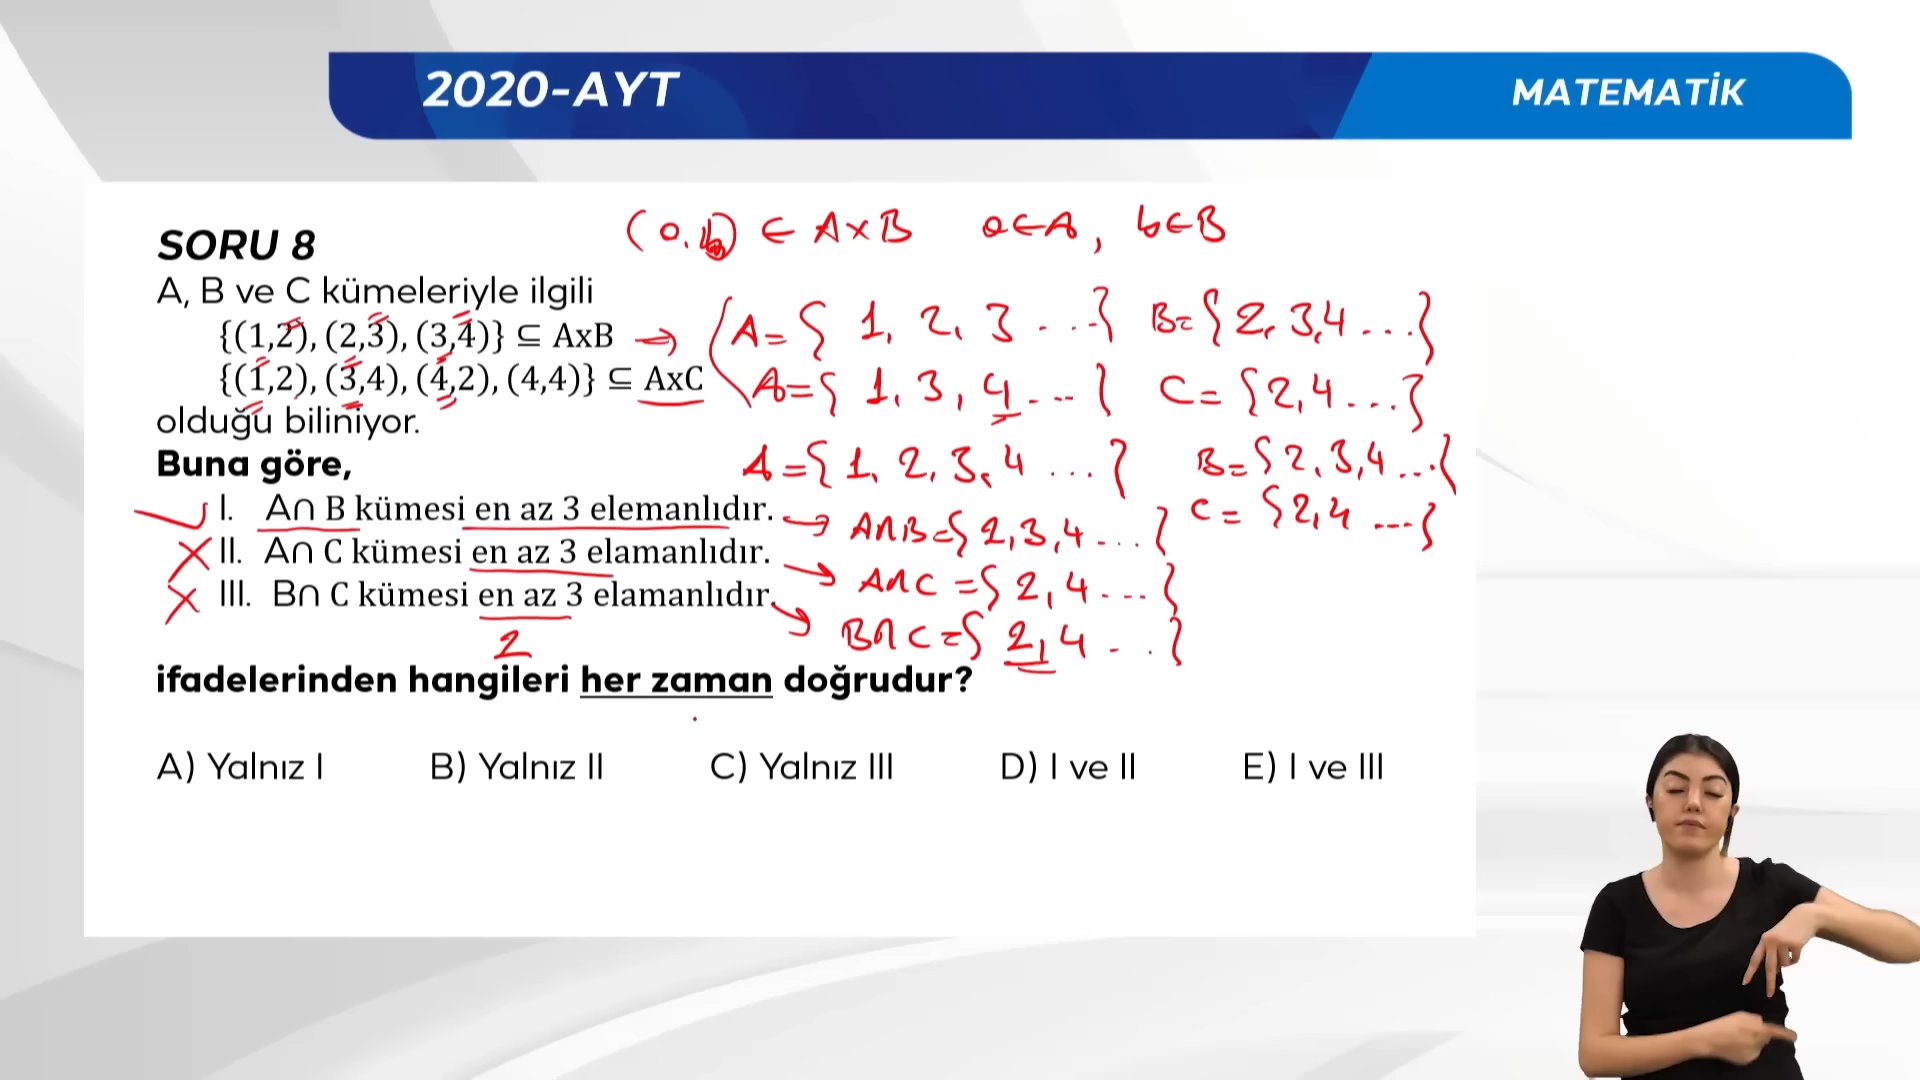 2020-AYT
MATEMATİK
SORU 8
(a,b) ∈ A×B a∈A, b∈B
A, B ve C kümeleriyle ilgili
{(1,2), (2,3), (3,4)} ⊆ AxB → A={ 1, 2, 3 ...} B={2, 3,4 ...}
{(1,2), (3,4), (4,2), (4,4)} ⊆ AxC A={ 1, 3, 4 ... } C= {2,4 ...}
olduğu biliniyor.
Buna göre, A={1, 2, 3, 4 ...} B={2,3,4 ...}
C= {2,4 ...}
I. A∩ B kümesi en az 3 elemanlıdır. → A∩B={2,3,4 ...}
II. A∩ C kümesi en az 3 elamanlıdır. → A∩C ={2,4 ...}
III. B∩ C kümesi en az 3 elamanlıdır. → B∩C={ 2,4 ...}
2
ifadelerinden hangileri her zaman doğrudur?
A) Yalnız I B) Yalnız II C) Yalnız III D) I ve II E) I ve III